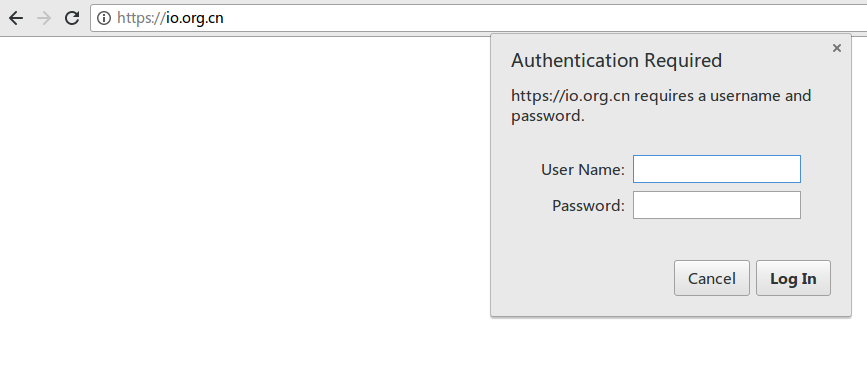 https://io.org.cn
Authentication Required
https://io.org.cn requires a username and
password.
User Name:
Password:
Cancel
Log In